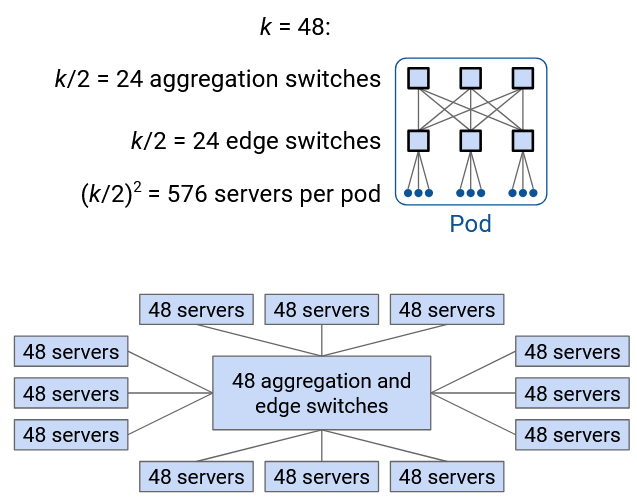 k = 48:
k/2 = 24 aggregation switches
k/2 = 24 edge switches
(k/2)² = 576 servers per pod
Pod
48 servers 48 servers 48 servers
48 servers 48 servers
48 servers 48 aggregation and 48 servers
edge switches
48 servers 48 servers
48 servers 48 servers 48 servers